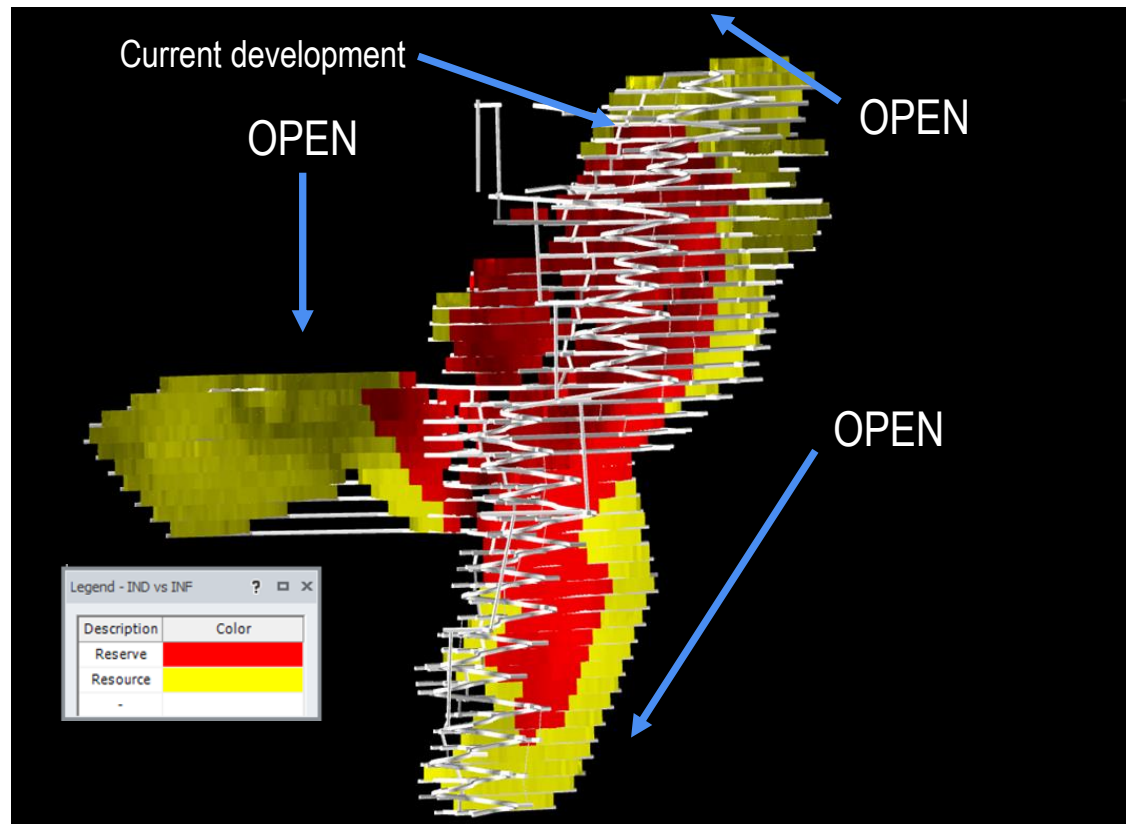 Current development
OPEN
OPEN
OPEN
Legend - IND vs INF ?
Description Color
Reserve
Resource
-